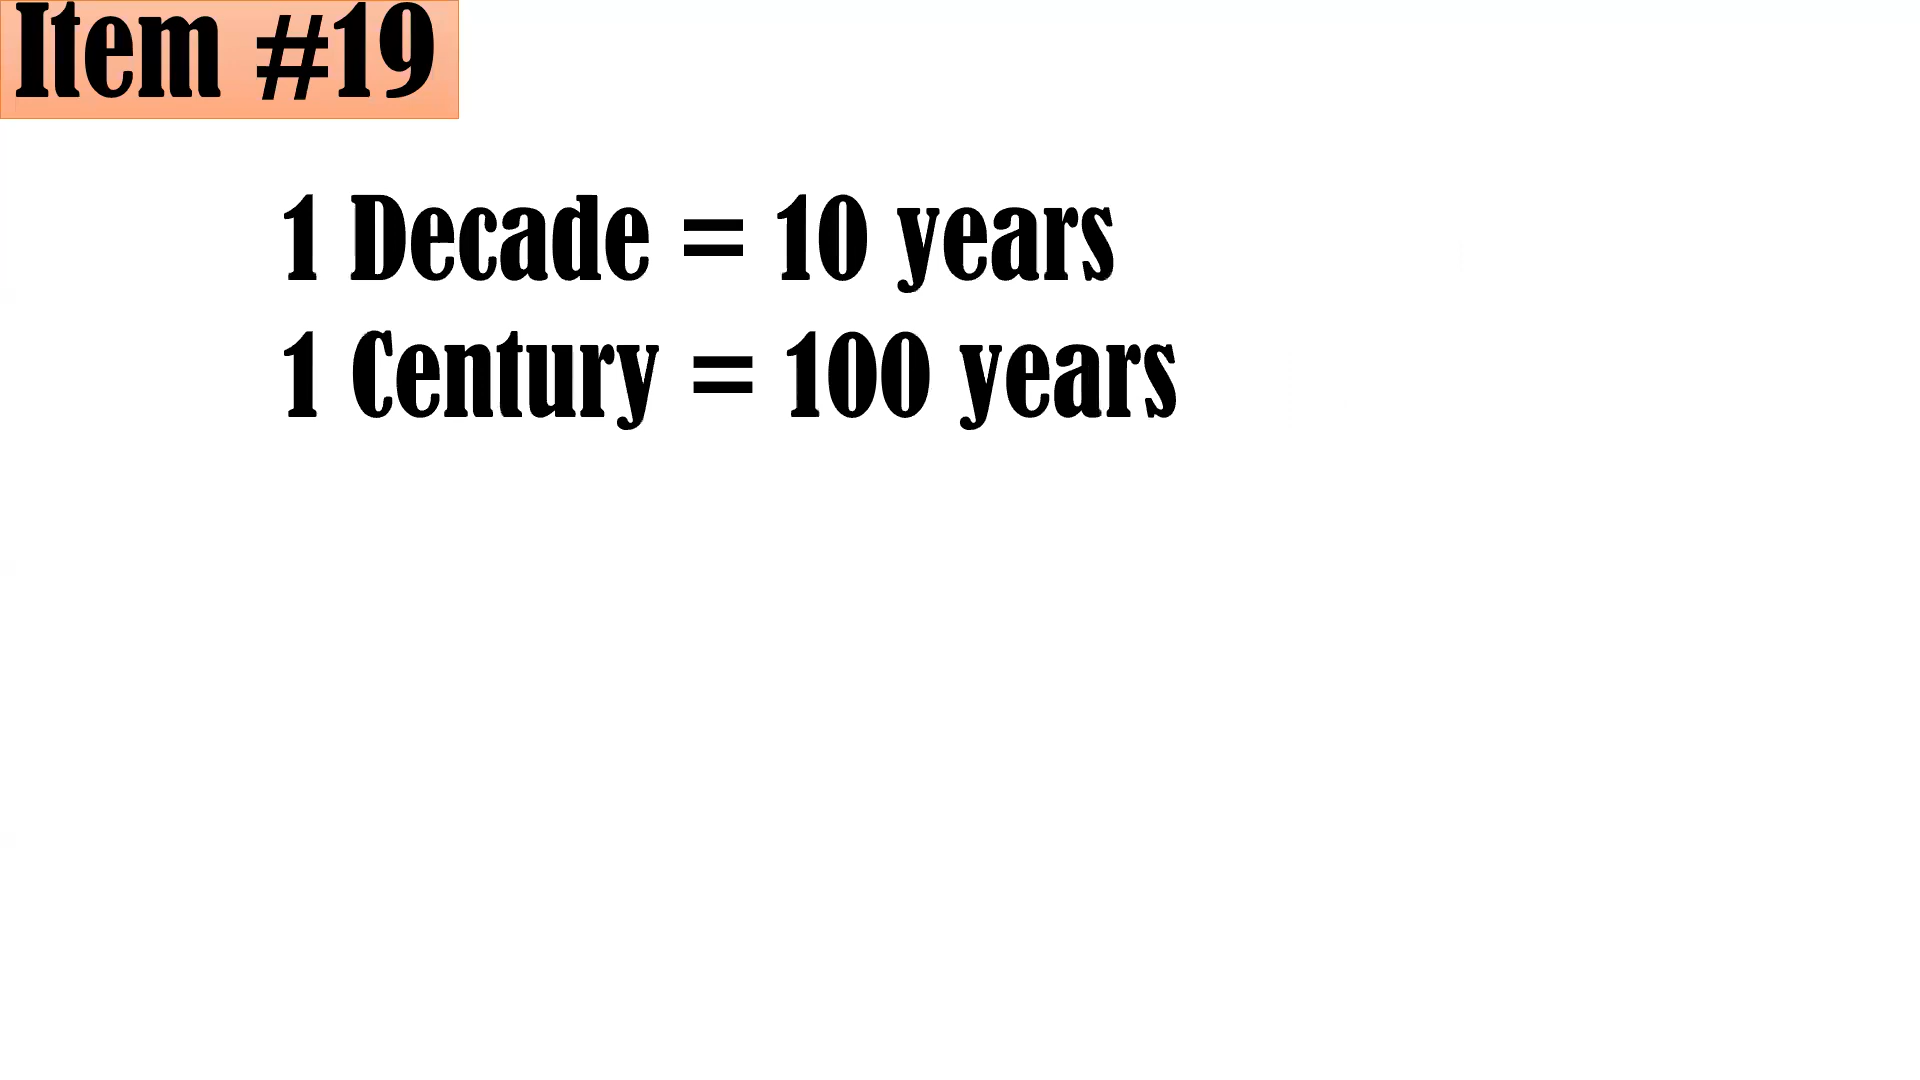 Item #19
1 Decade = 10 years
1 Century = 100 years